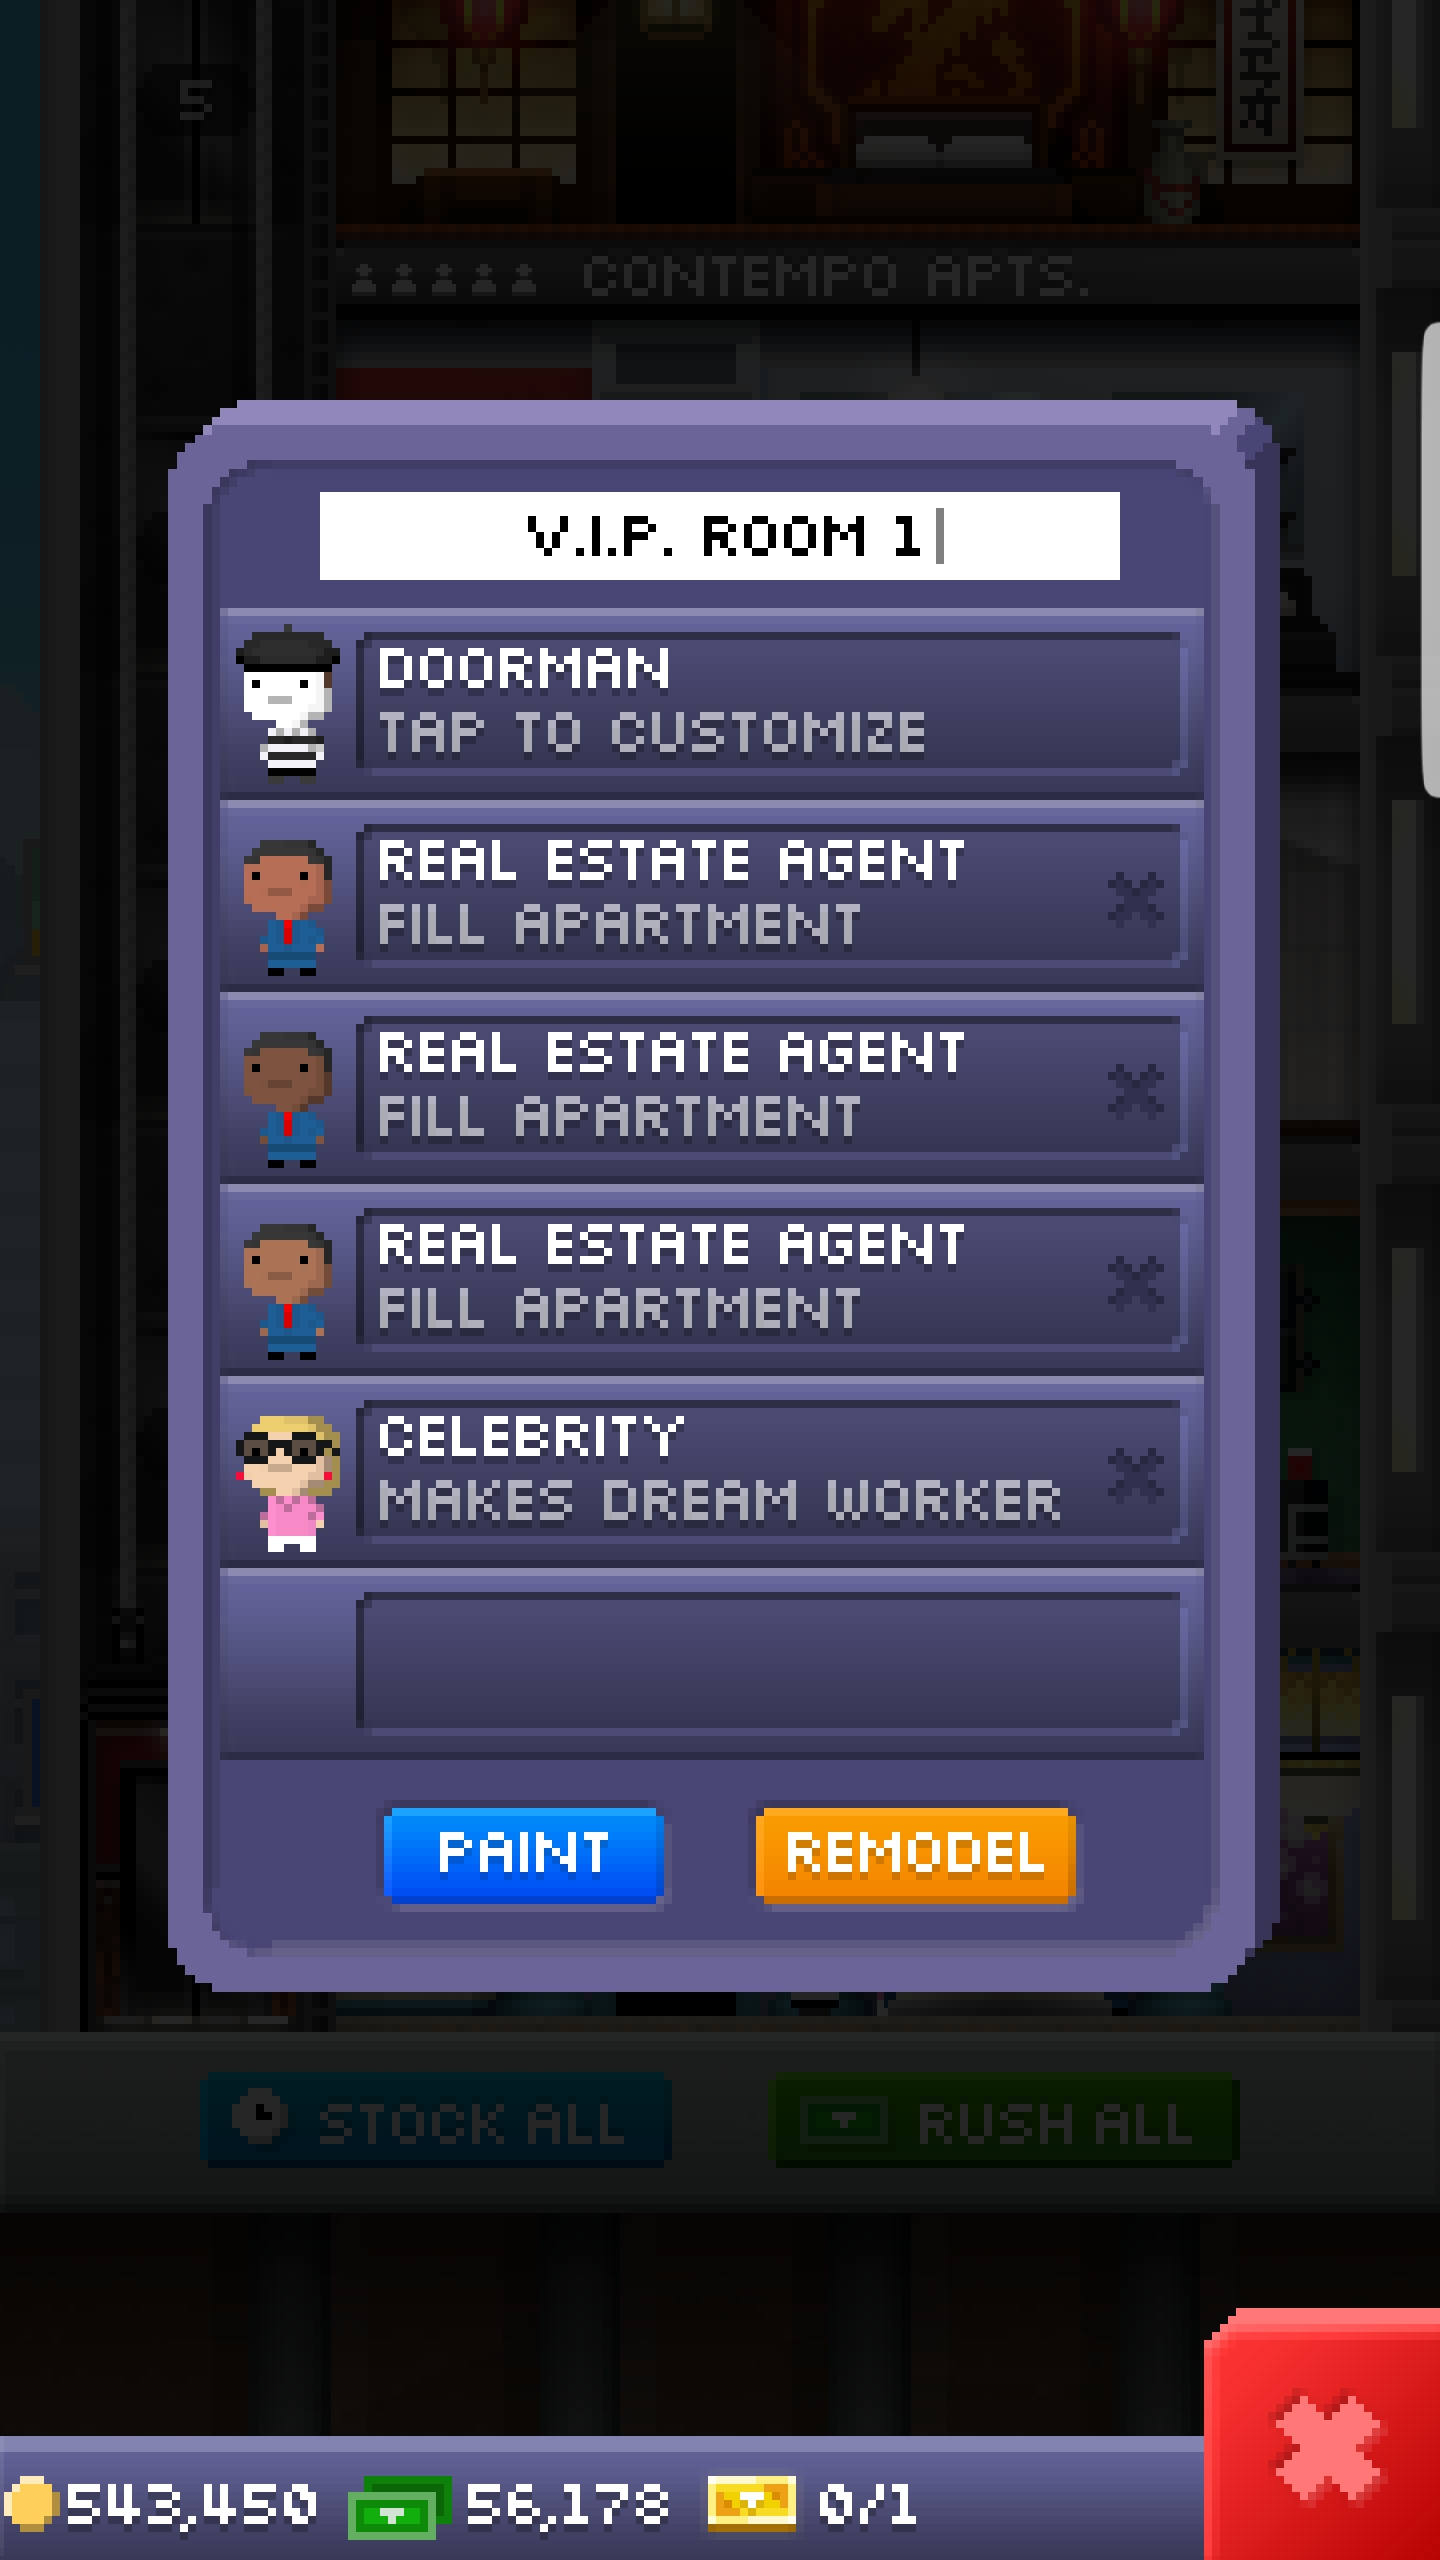 5
CONTEMPO APTS.
V.I.P. ROOM 1
DOORMAN
TAP TO CUSTOMIZE
REAL ESTATE AGENT
FILL APARTMENT
REAL ESTATE AGENT
FILL APARTMENT
REAL ESTATE AGENT
FILL APARTMENT
CELEBRITY
MAKES DREAM WORKER
PAINT
REMODEL
STOCK ALL
RUSH ALL
543,450
56,178
0/1